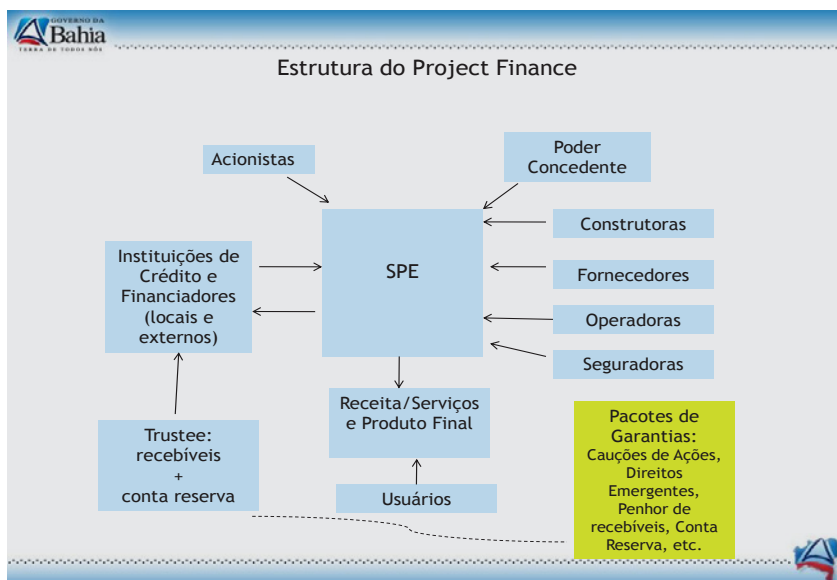 GOVERNO DA
Bahia
TERRA DE TODOS NÓS
Estrutura do Project Finance
Acionistas
Poder
Concedente
Construtoras
Instituições de
Crédito e
Financiadores
(locais e
externos)
SPE
Fornecedores
Operadoras
Seguradoras
Receita/Serviços
e Produto Final
Trustee:
recebíveis
+
conta reserva
Usuários
Pacotes de
Garantias:
Cauções de Ações,
Direitos
Emergentes,
Penhor de
recebíveis, Conta
Reserva, etc.